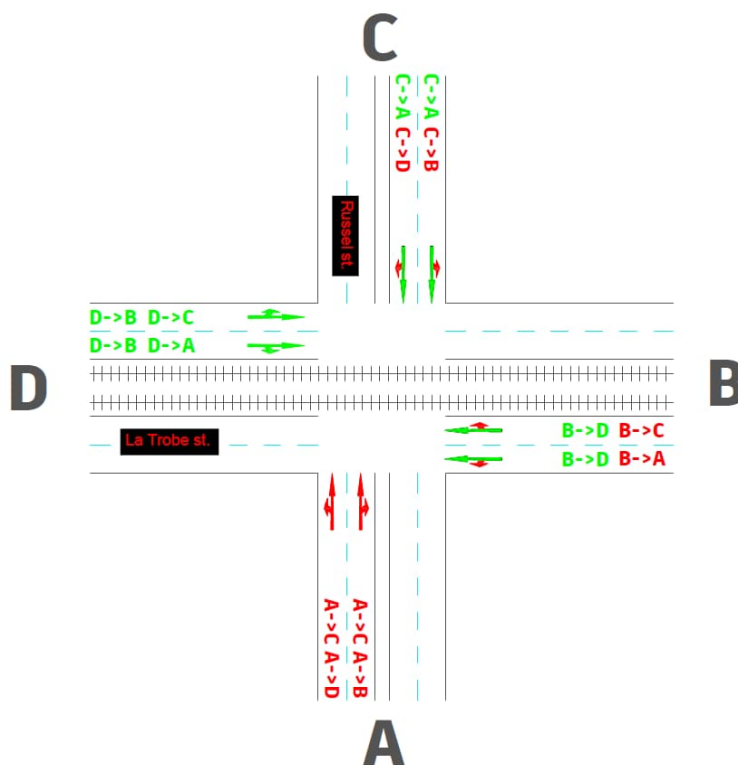 C
C->A C->D
C->A C->B
Russel st.
D->B D->C
D->B D->A
D
B
La Trobe st.
B->D B->C
B->D B->A
A->C A->D
A->C A->B
A